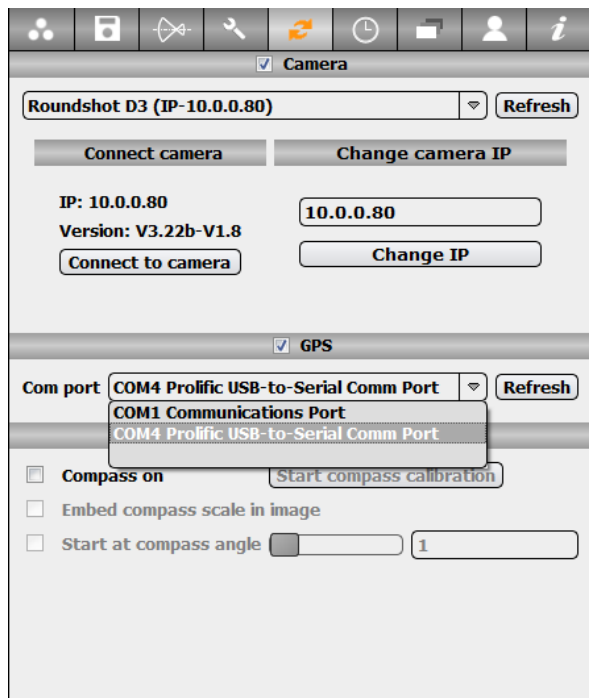 Camera
Roundshot D3 (IP-10.0.0.80)
Refresh
Connect camera
Change camera IP
IP: 10.0.0.80
Version: V3.22b-V1.8
Connect to camera
10.0.0.80
Change IP
GPS
Com port
COM4 Prolific USB-to-Serial Comm Port
Refresh
COM1 Communications Port
COM4 Prolific USB-to-Serial Comm Port
Compass on
Start compass calibration
Embed compass scale in image
Start at compass angle
1